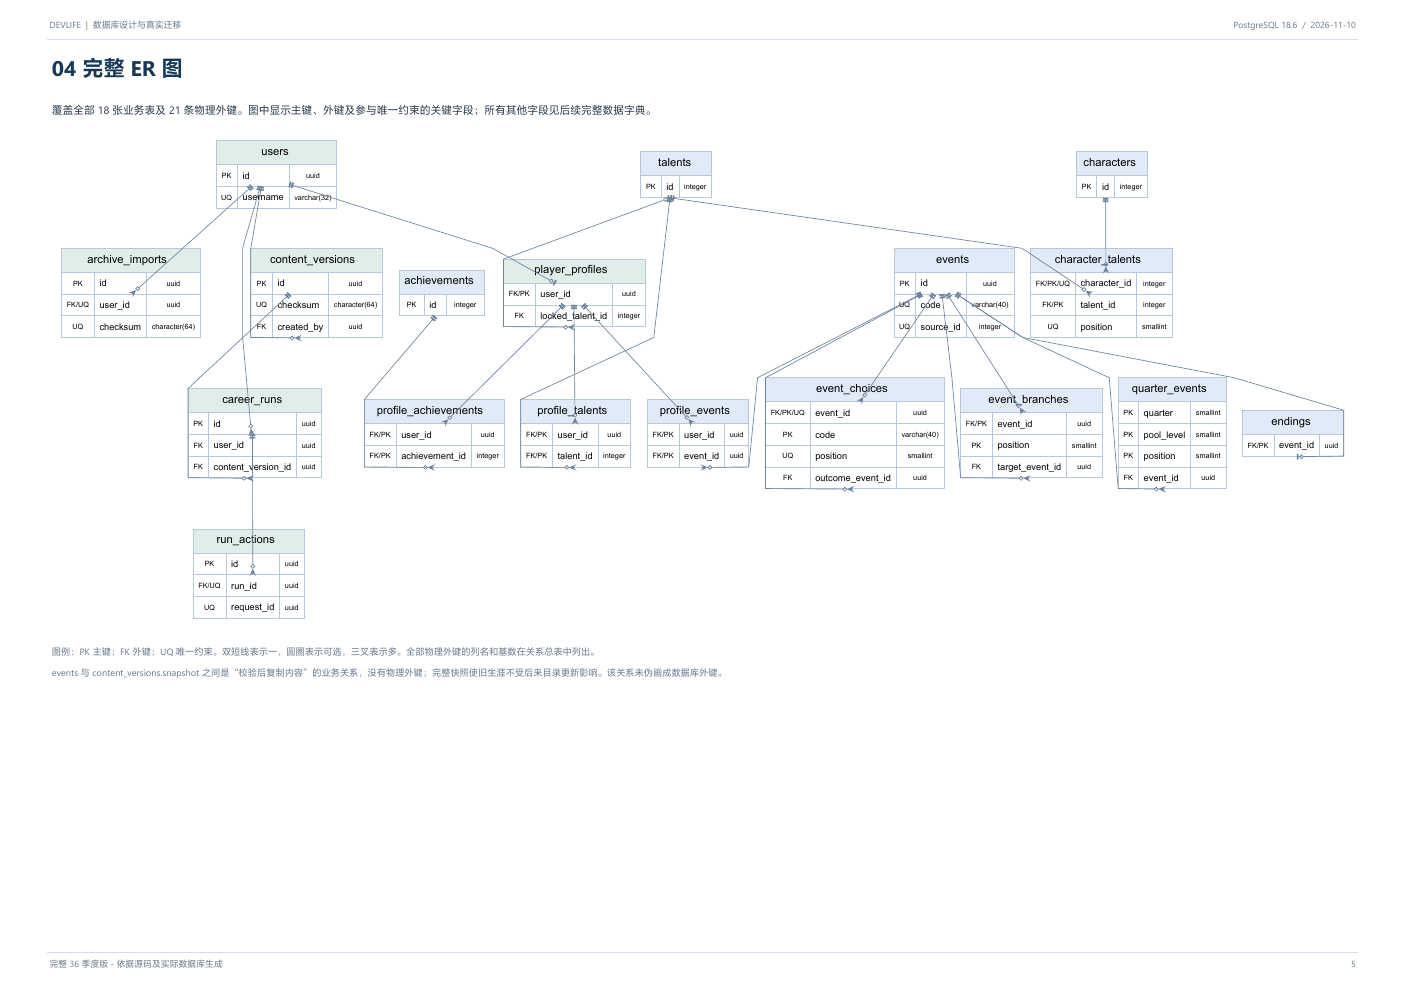 DEVLIFE | 数据库设计与真实迁移
PostgreSQL 18.6 / 2026-11-10
04 完整 ER 图
覆盖全部 18 张业务表及 21 条物理外键。图中显示主键、外键及参与唯一约束的关键字段；所有其他字段见后续完整数据字典。
users
PK id uuid
UQ username varchar(32)
talents
PK id integer
characters
PK id integer
archive_imports
PK id uuid
FK/UQ user_id uuid
UQ checksum character(64)
content_versions
PK id uuid
UQ checksum character(64)
FK created_by uuid
achievements
PK id integer
player_profiles
FK/PK user_id uuid
FK locked_talent_id integer
events
PK id uuid
UQ code varchar(40)
UQ source_id integer
character_talents
FK/PK/UQ character_id integer
FK/PK talent_id integer
UQ position smallint
career_runs
PK id uuid
FK user_id uuid
FK content_version_id uuid
profile_achievements
FK/PK user_id uuid
FK/PK achievement_id integer
profile_talents
FK/PK user_id uuid
FK/PK talent_id integer
profile_events
FK/PK user_id uuid
FK/PK event_id uuid
event_choices
FK/PK/UQ event_id uuid
PK code varchar(40)
UQ position smallint
FK outcome_event_id uuid
event_branches
FK/PK event_id uuid
PK position smallint
FK target_event_id uuid
quarter_events
PK quarter smallint
PK pool_level smallint
PK position smallint
FK event_id uuid
endings
FK/PK event_id uuid
run_actions
PK id uuid
FK/UQ run_id uuid
UQ request_id uuid
图例：PK 主键；FK 外键；UQ 唯一约束。双短线表示一，圆圈表示可选，三叉表示多。全部物理外键的列名和基数在关系总表中列出。
events 与 content_versions.snapshot 之间是“校验后复制内容”的业务关系，没有物理外键；完整快照使旧生涯不受后来目录更新影响。该关系未伪画成数据库外键。
完整 36 季度版 - 依据源码及实际数据库生成
5